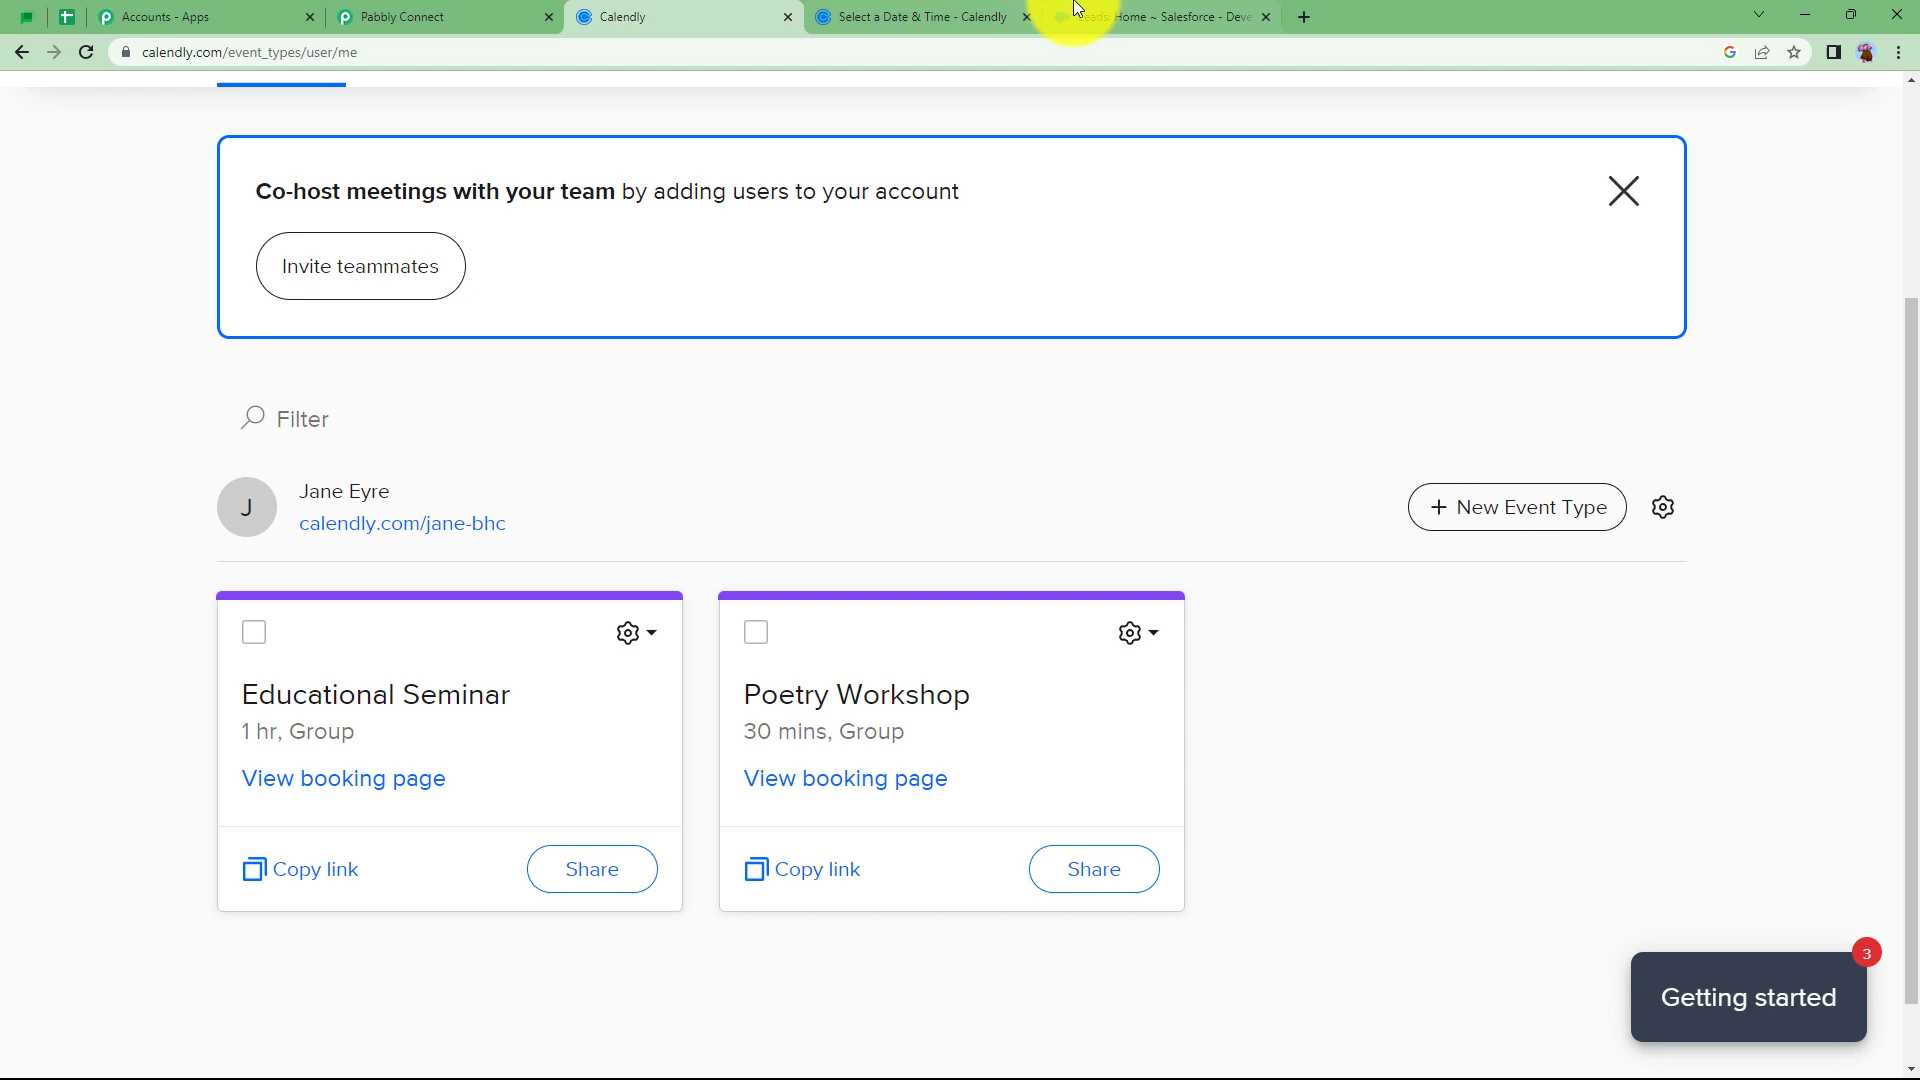 Accounts - Apps
Pabbly Connect
Calendly
Select a Date & Time - Calendly
eads: Home ~ Salesforce - Deve
calendly.com/event_types/user/me
Co-host meetings with your team by adding users to your account
Invite teammates
Filter
J
Jane Eyre
calendly.com/jane-bhc
+ New Event Type
Educational Seminar
1 hr, Group
View booking page
Copy link
Share
Poetry Workshop
30 mins, Group
View booking page
Copy link
Share
3
Getting started